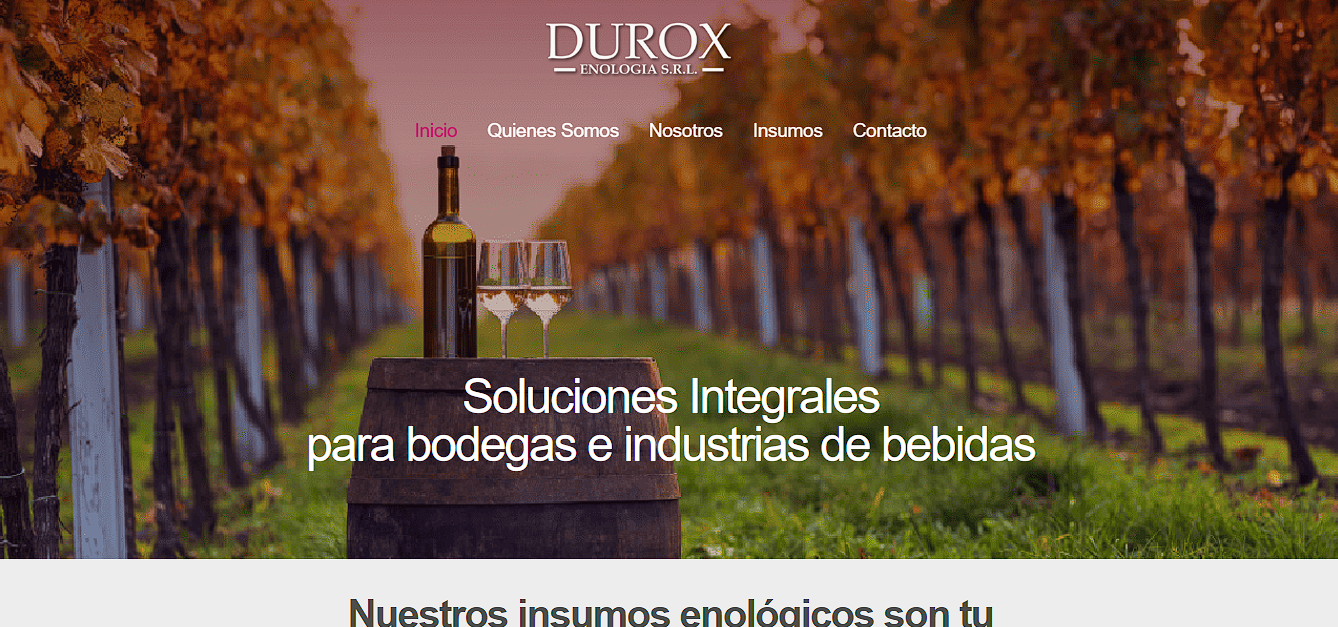 DUROX
ENOLOGIA S.R.L.
Inicio Quienes Somos Nosotros Insumos Contacto
Soluciones Integrales
para bodegas e industrias de bebidas
Nuestros insumos enológicos son tu